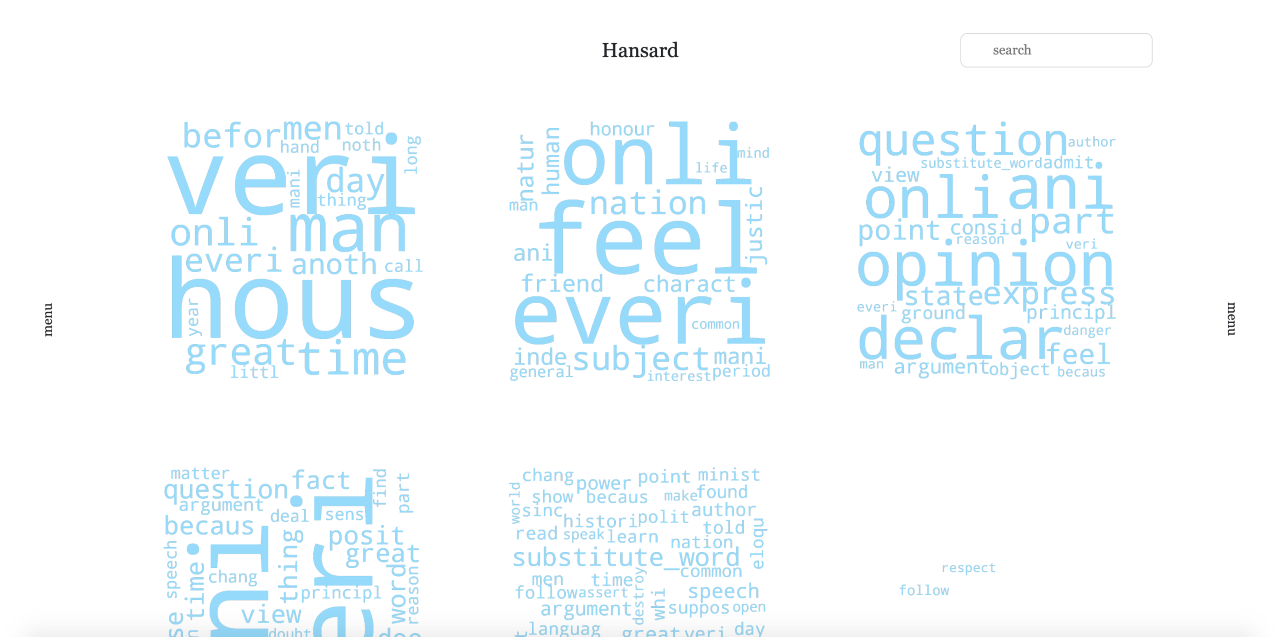 Hansard
search
menu
menu
befor men told
hand noth long
veri
mani day
thing
onli man
everi anoth call
hous
year
great time
littl
honour onli
natur human life mind
man nation
feel justic
ani
friend charact
everi
common
inde subject mani
general interest period
question author
substitute_word admit
view onli ani
point consid part
reason veri
opinion
state express
everi ground principl
declar danger
feel
man argument object becaus
matter fact find part
question
argument deal sens
becaus posit
great
speech time chang thing
principl word reason
view
doubt
chang power point minist
world show becaus make found
sinc histori polit author
read speak learn told
nation eloqu
substitute_word
men time common
follow assert destroy whi speech
argument suppos open
languag great veri day
respect
follow